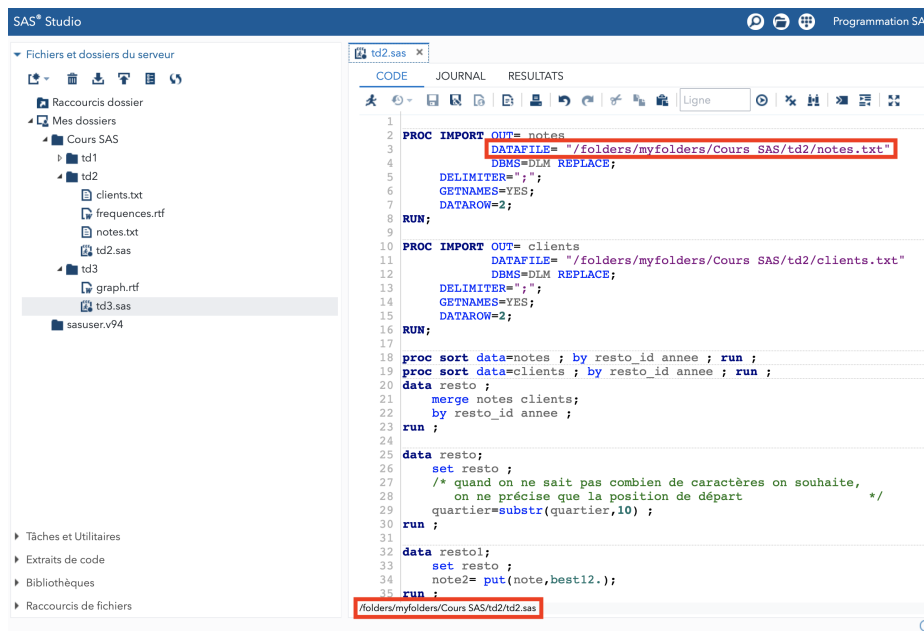 SAS® Studio
Programmation SA
Fichiers et dossiers du serveur
Raccourcis dossier
Mes dossiers
Cours SAS
td1
td2
clients.txt
frequences.rtf
notes.txt
td2.sas
td3
graph.rtf
td3.sas
sasuser.v94
Tâches et Utilitaires
Extraits de code
Bibliothèques
Raccourcis de fichiers
td2.sas
CODE JOURNAL RESULTATS
Ligne
1
2 PROC IMPORT OUT= notes
3 DATAFILE= "/folders/myfolders/Cours SAS/td2/notes.txt"
4 DBMS=DLM REPLACE;
5 DELIMITER=";";
6 GETNAMES=YES;
7 DATAROW=2;
8 RUN;
9
10 PROC IMPORT OUT= clients
11 DATAFILE= "/folders/myfolders/Cours SAS/td2/clients.txt"
12 DBMS=DLM REPLACE;
13 DELIMITER=";";
14 GETNAMES=YES;
15 DATAROW=2;
16 RUN;
17
18 proc sort data=notes ; by resto_id annee ; run ;
19 proc sort data=clients ; by resto_id annee ; run ;
20 data resto ;
21 merge notes clients;
22 by resto_id annee ;
23 run ;
24
25 data resto;
26 set resto ;
27 /* quand on ne sait pas combien de caractères on souhaite,
28 on ne précise que la position de départ */
29 quartier=substr(quartier,10) ;
30 run ;
31
32 data resto1;
33 set resto ;
34 note2= put(note,best12.);
35 run ;
/folders/myfolders/Cours SAS/td2/td2.sas